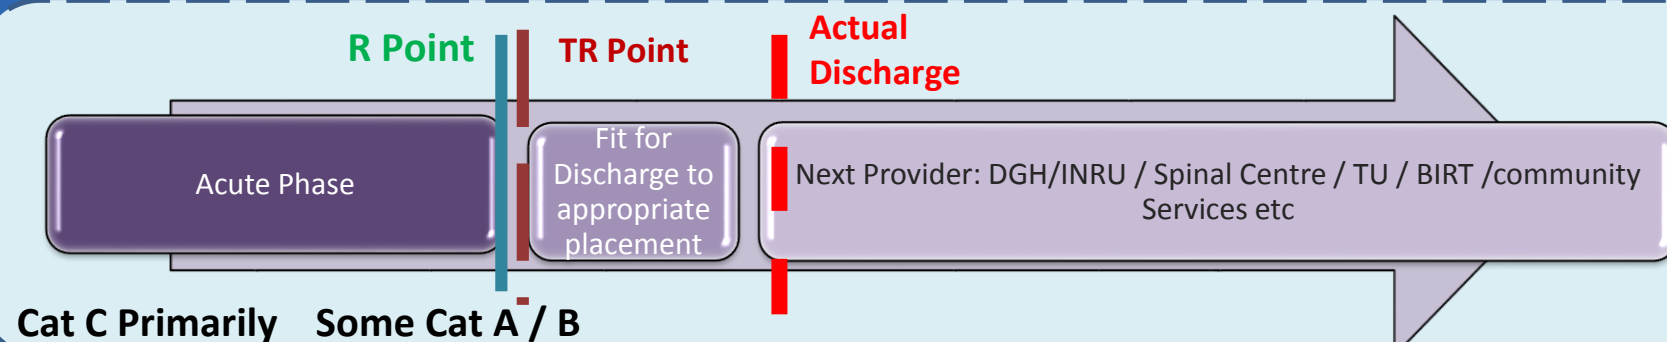 R Point
TR Point
Actual
Discharge
Acute Phase
Fit for
Discharge to
appropriate
placement
Next Provider: DGH/INRU / Spinal Centre / TU / BIRT /community
Services etc
Cat C Primarily Some Cat A / B